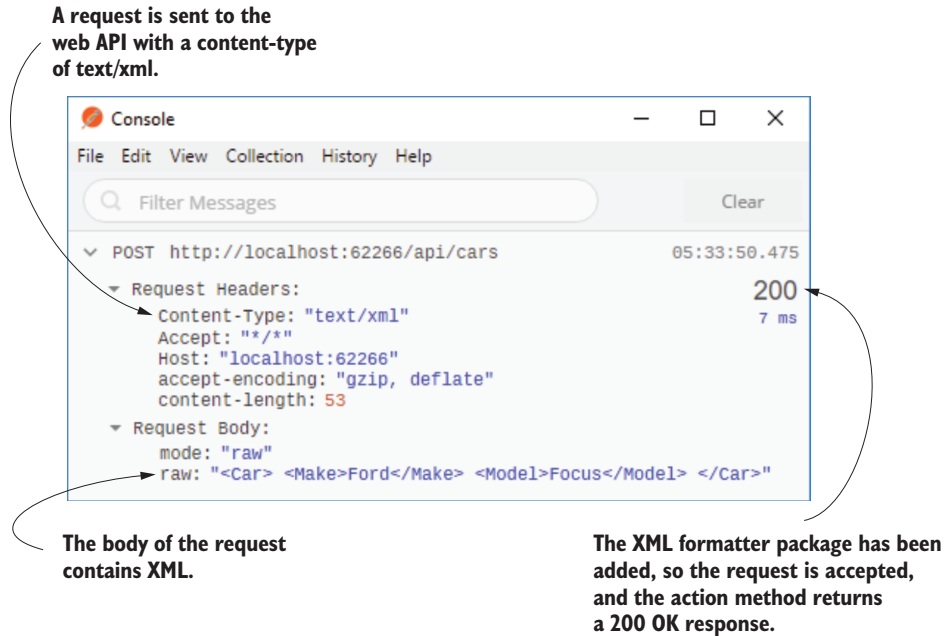 A request is sent to the
web API with a content-type
of text/xml.
Console
File Edit View Collection History Help
Filter Messages
Clear
POST http://localhost:62266/api/cars 05:33:50.475
Request Headers: 200
Content-Type: "text/xml" 7 ms
Accept: "*/*"
Host: "localhost:62266"
accept-encoding: "gzip, deflate"
content-length: 53
Request Body:
mode: "raw"
raw: "<Car> <Make>Ford</Make> <Model>Focus</Model> </Car>"
The body of the request
contains XML.
The XML formatter package has been
added, so the request is accepted,
and the action method returns
a 200 OK response.